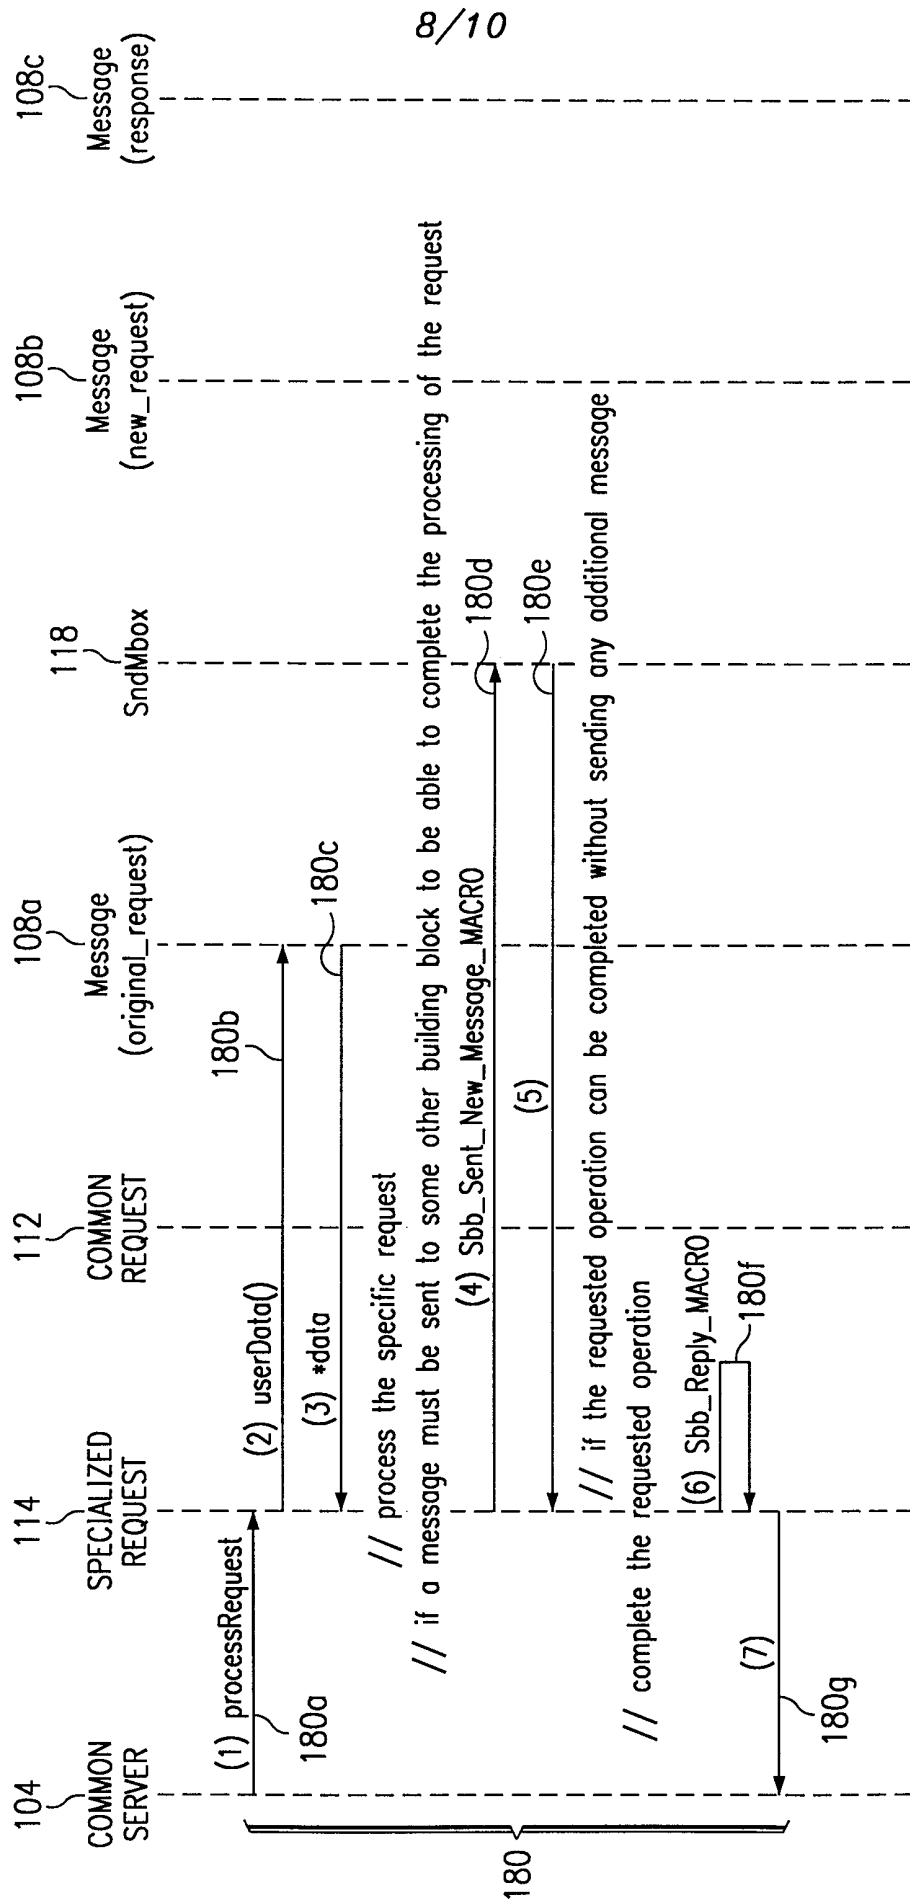 8/10
104
COMMON
SERVER
114
SPECIALIZED
REQUEST
112
COMMON
REQUEST
108a
Message
(original_request)
118
SndMbox
108b
Message
(new_request)
108c
Message
(response)
(1) processRequest
180a
(2) userData()
180b
(3) *data
180c
// process the specific request
// if a message must be sent to some other building block to be able to complete the processing of the request
(4) Sbb_Sent_New_Message_MACRO
180d
(5)
180e
// if the requested operation can be completed without sending any additional message
// complete the requested operation
(6) Sbb_Reply_MACRO
180f
(7)
180g
180